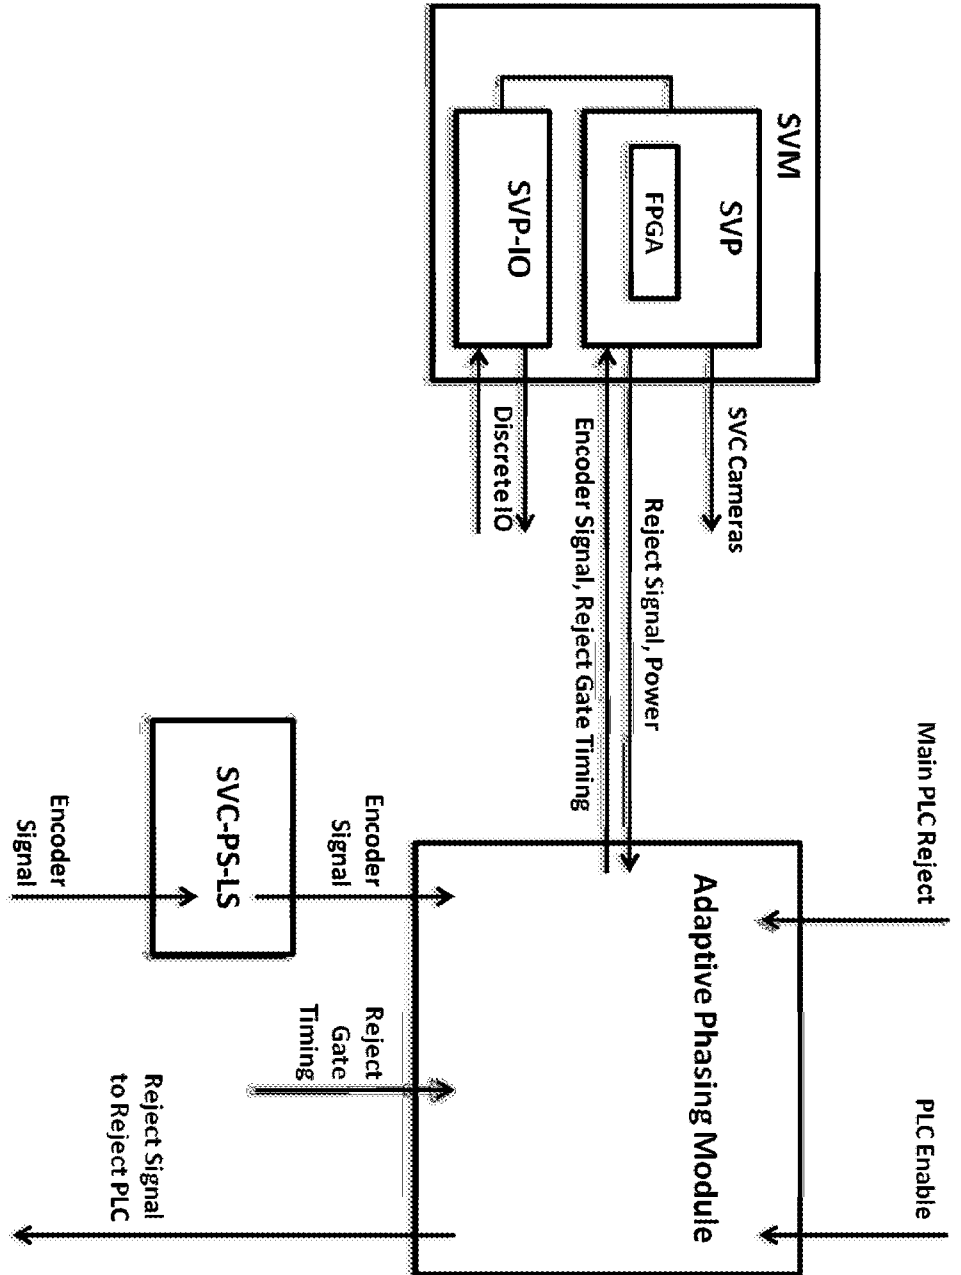 SVM
SVP
FPGA
SVP-IO
SVC Cameras
Reject Signal, Power
Encoder Signal, Reject Gate Timing
Discrete IO
Main PLC Reject
PLC Enable
Adaptive Phasing Module
Encoder
Signal
SVC-PS-LS
Encoder
Signal
Reject
Gate
Timing
Reject Signal
to Reject PLC